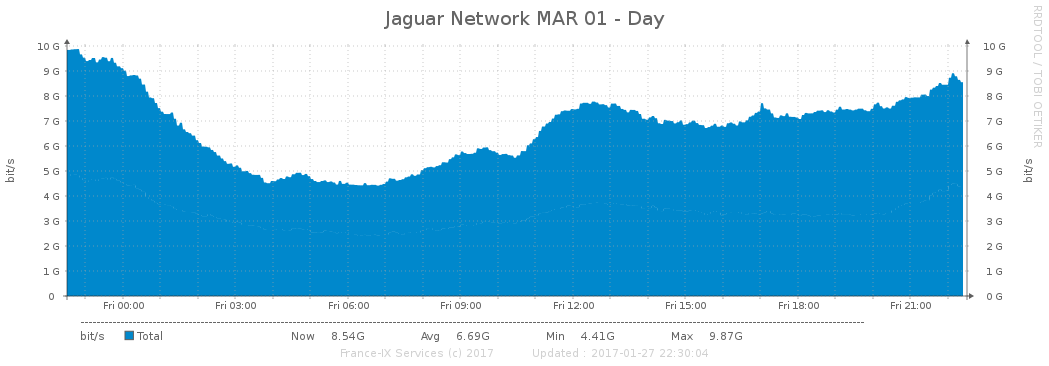 Jaguar Network MAR 01 - Day
RRDTOOL / TOBI OETIKER
bit/s
bit/s
10 G
9 G
8 G
7 G
6 G
5 G
4 G
3 G
2 G
1 G
0
10 G
9 G
8 G
7 G
6 G
5 G
4 G
3 G
2 G
1 G
0 G
Fri 00:00 Fri 03:00 Fri 06:00 Fri 09:00 Fri 12:00 Fri 15:00 Fri 18:00 Fri 21:00
bit/s Total Now 8.54G Avg 6.69G Min 4.41G Max 9.87G
France-IX Services (c) 2017 Updated : 2017-01-27 22:30:04